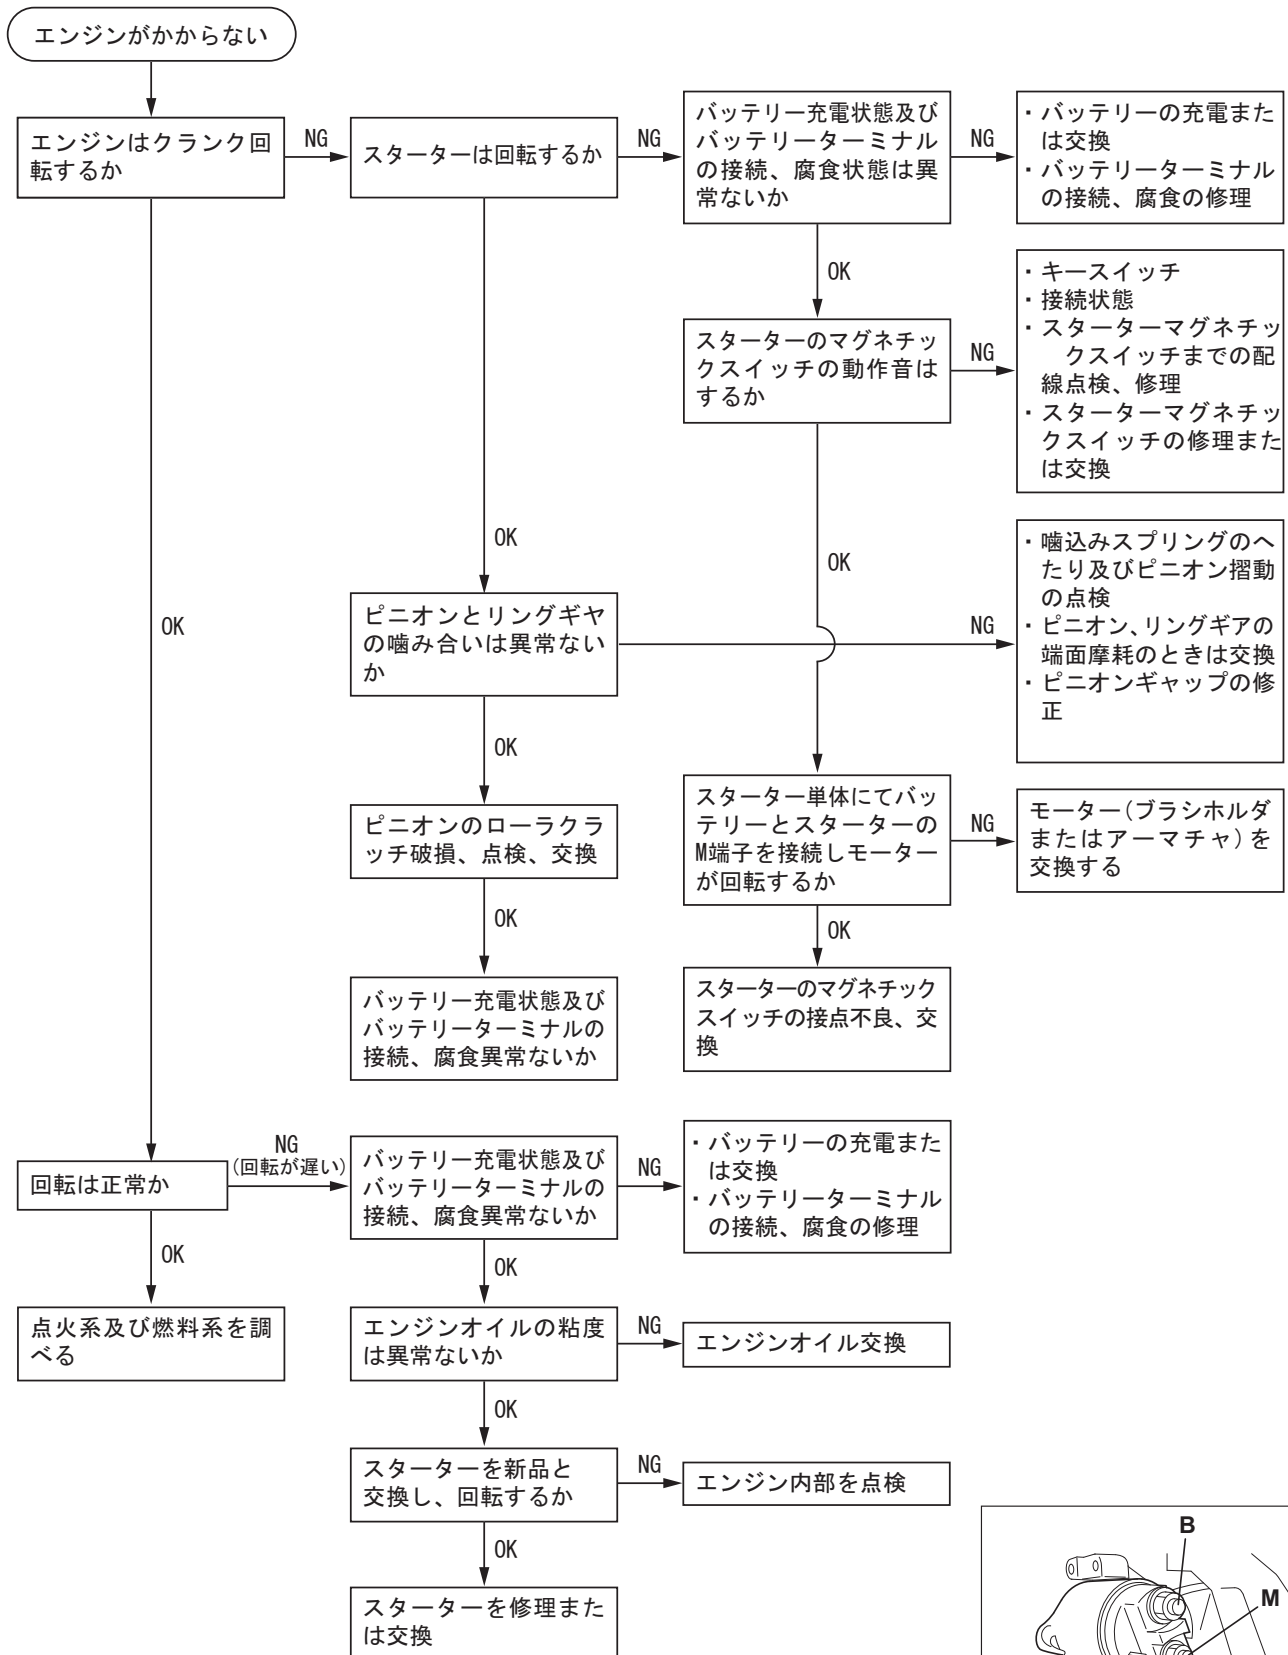 エンジンがかからない
エンジンはクランク回
転するか
NG
スターターは回転するか
NG
バッテリー充電状態及び
バッテリーターミナル
の接続、腐食状態は異
常ないか
NG
・バッテリーの充電また
は交換
・バッテリーターミナル
の接続、腐食の修理
OK
スターターのマグネチッ
クスイッチの動作音は
するか
NG
・キースイッチ
・接続状態
・スターターマグネチッ
クスイッチまでの配
線点検、修理
・スターターマグネチッ
クスイッチの修理また
は交換
OK
OK
OK
ピニオンとリングギヤ
の噛み合いは異常ない
か
NG
・噛込みスプリングのへ
たり及びピニオン摺動
の点検
・ピニオン、リングギアの
端面摩耗のときは交換
・ピニオンギャップの修
正
OK
ピニオンのローラクラ
ッチ破損、点検、交換
スターター単体にてバッ
テリーとスターターの
M端子を接続しモーター
が回転するか
NG
モーター(ブラシホルダ
またはアーマチャ)を
交換する
OK
OK
バッテリー充電状態及び
バッテリーターミナルの
接続、腐食異常ないか
スターターのマグネチック
スイッチの接点不良、交
換
回転は正常か
NG
(回転が遅い)
バッテリー充電状態及び
バッテリーターミナルの
接続、腐食異常ないか
NG
・バッテリーの充電また
は交換
・バッテリーターミナル
の接続、腐食の修理
OK
OK
点火系及び燃料系を調
べる
エンジンオイルの粘度
は異常ないか
NG
エンジンオイル交換
OK
スターターを新品と
交換し、回転するか
NG
エンジン内部を点検
OK
スターターを修理また
は交換
B
M